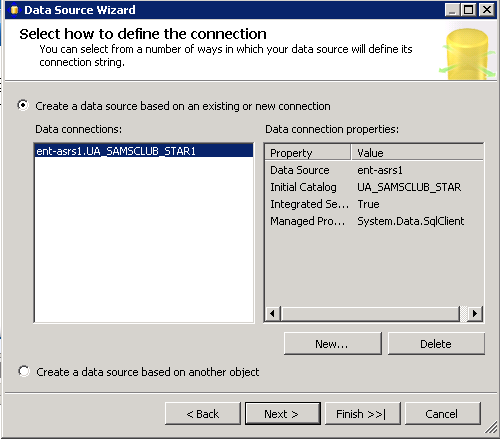 Data Source Wizard
Select how to define the connection
You can select from a number of ways in which your data source will define its
connection string.
Create a data source based on an existing or new connection
Data connections:
Data connection properties:
ent-asrs1.UA_SAMSCLUB_STAR1
Property Value
Data Source ent-asrs1
Initial Catalog UA_SAMSCLUB_STAR
Integrated Se... True
Managed Pro... System.Data.SqlClient
New... Delete
Create a data source based on another object
< Back Next > Finish >>| Cancel